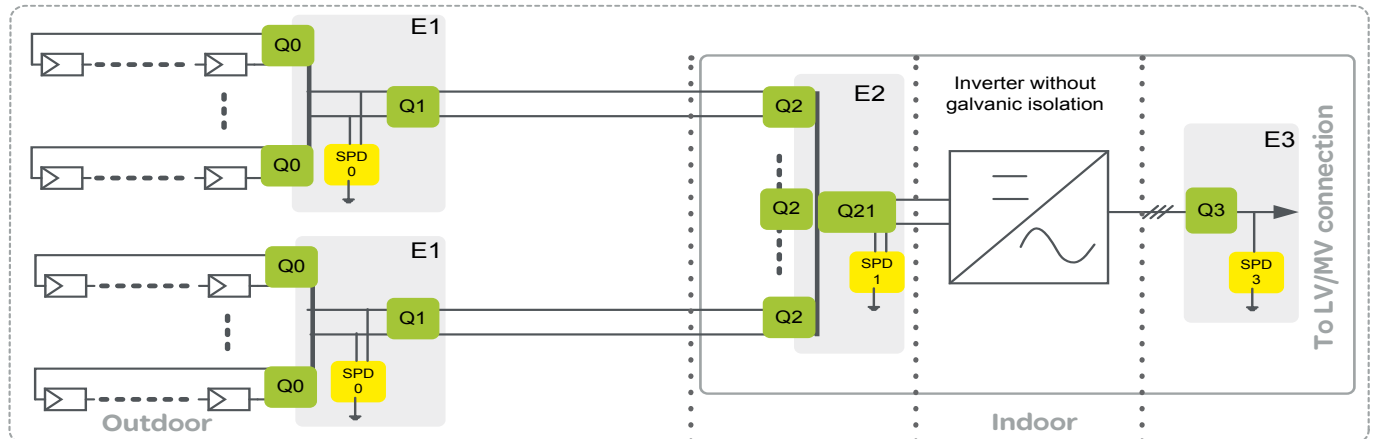 E1
Q0
Q1
SPD
0
Q0
E1
Q0
Q1
SPD
0
Q0
Outdoor
E2
Q2
Q2
Q21
SPD
1
Q2
Inverter without
galvanic isolation
Indoor
E3
Q3
SPD
3
To LV/MV connection